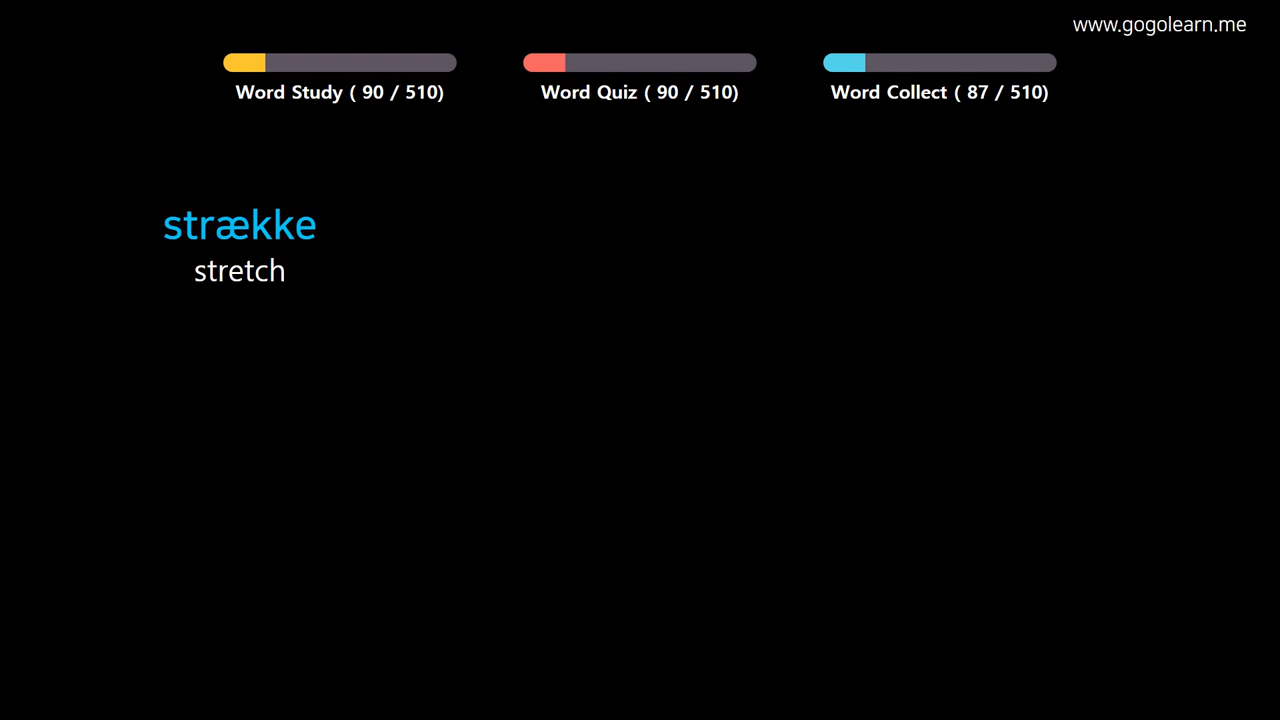 www.gogolearn.me
Word Study ( 90 / 510)
Word Quiz ( 90 / 510)
Word Collect ( 87 / 510)
strække
stretch